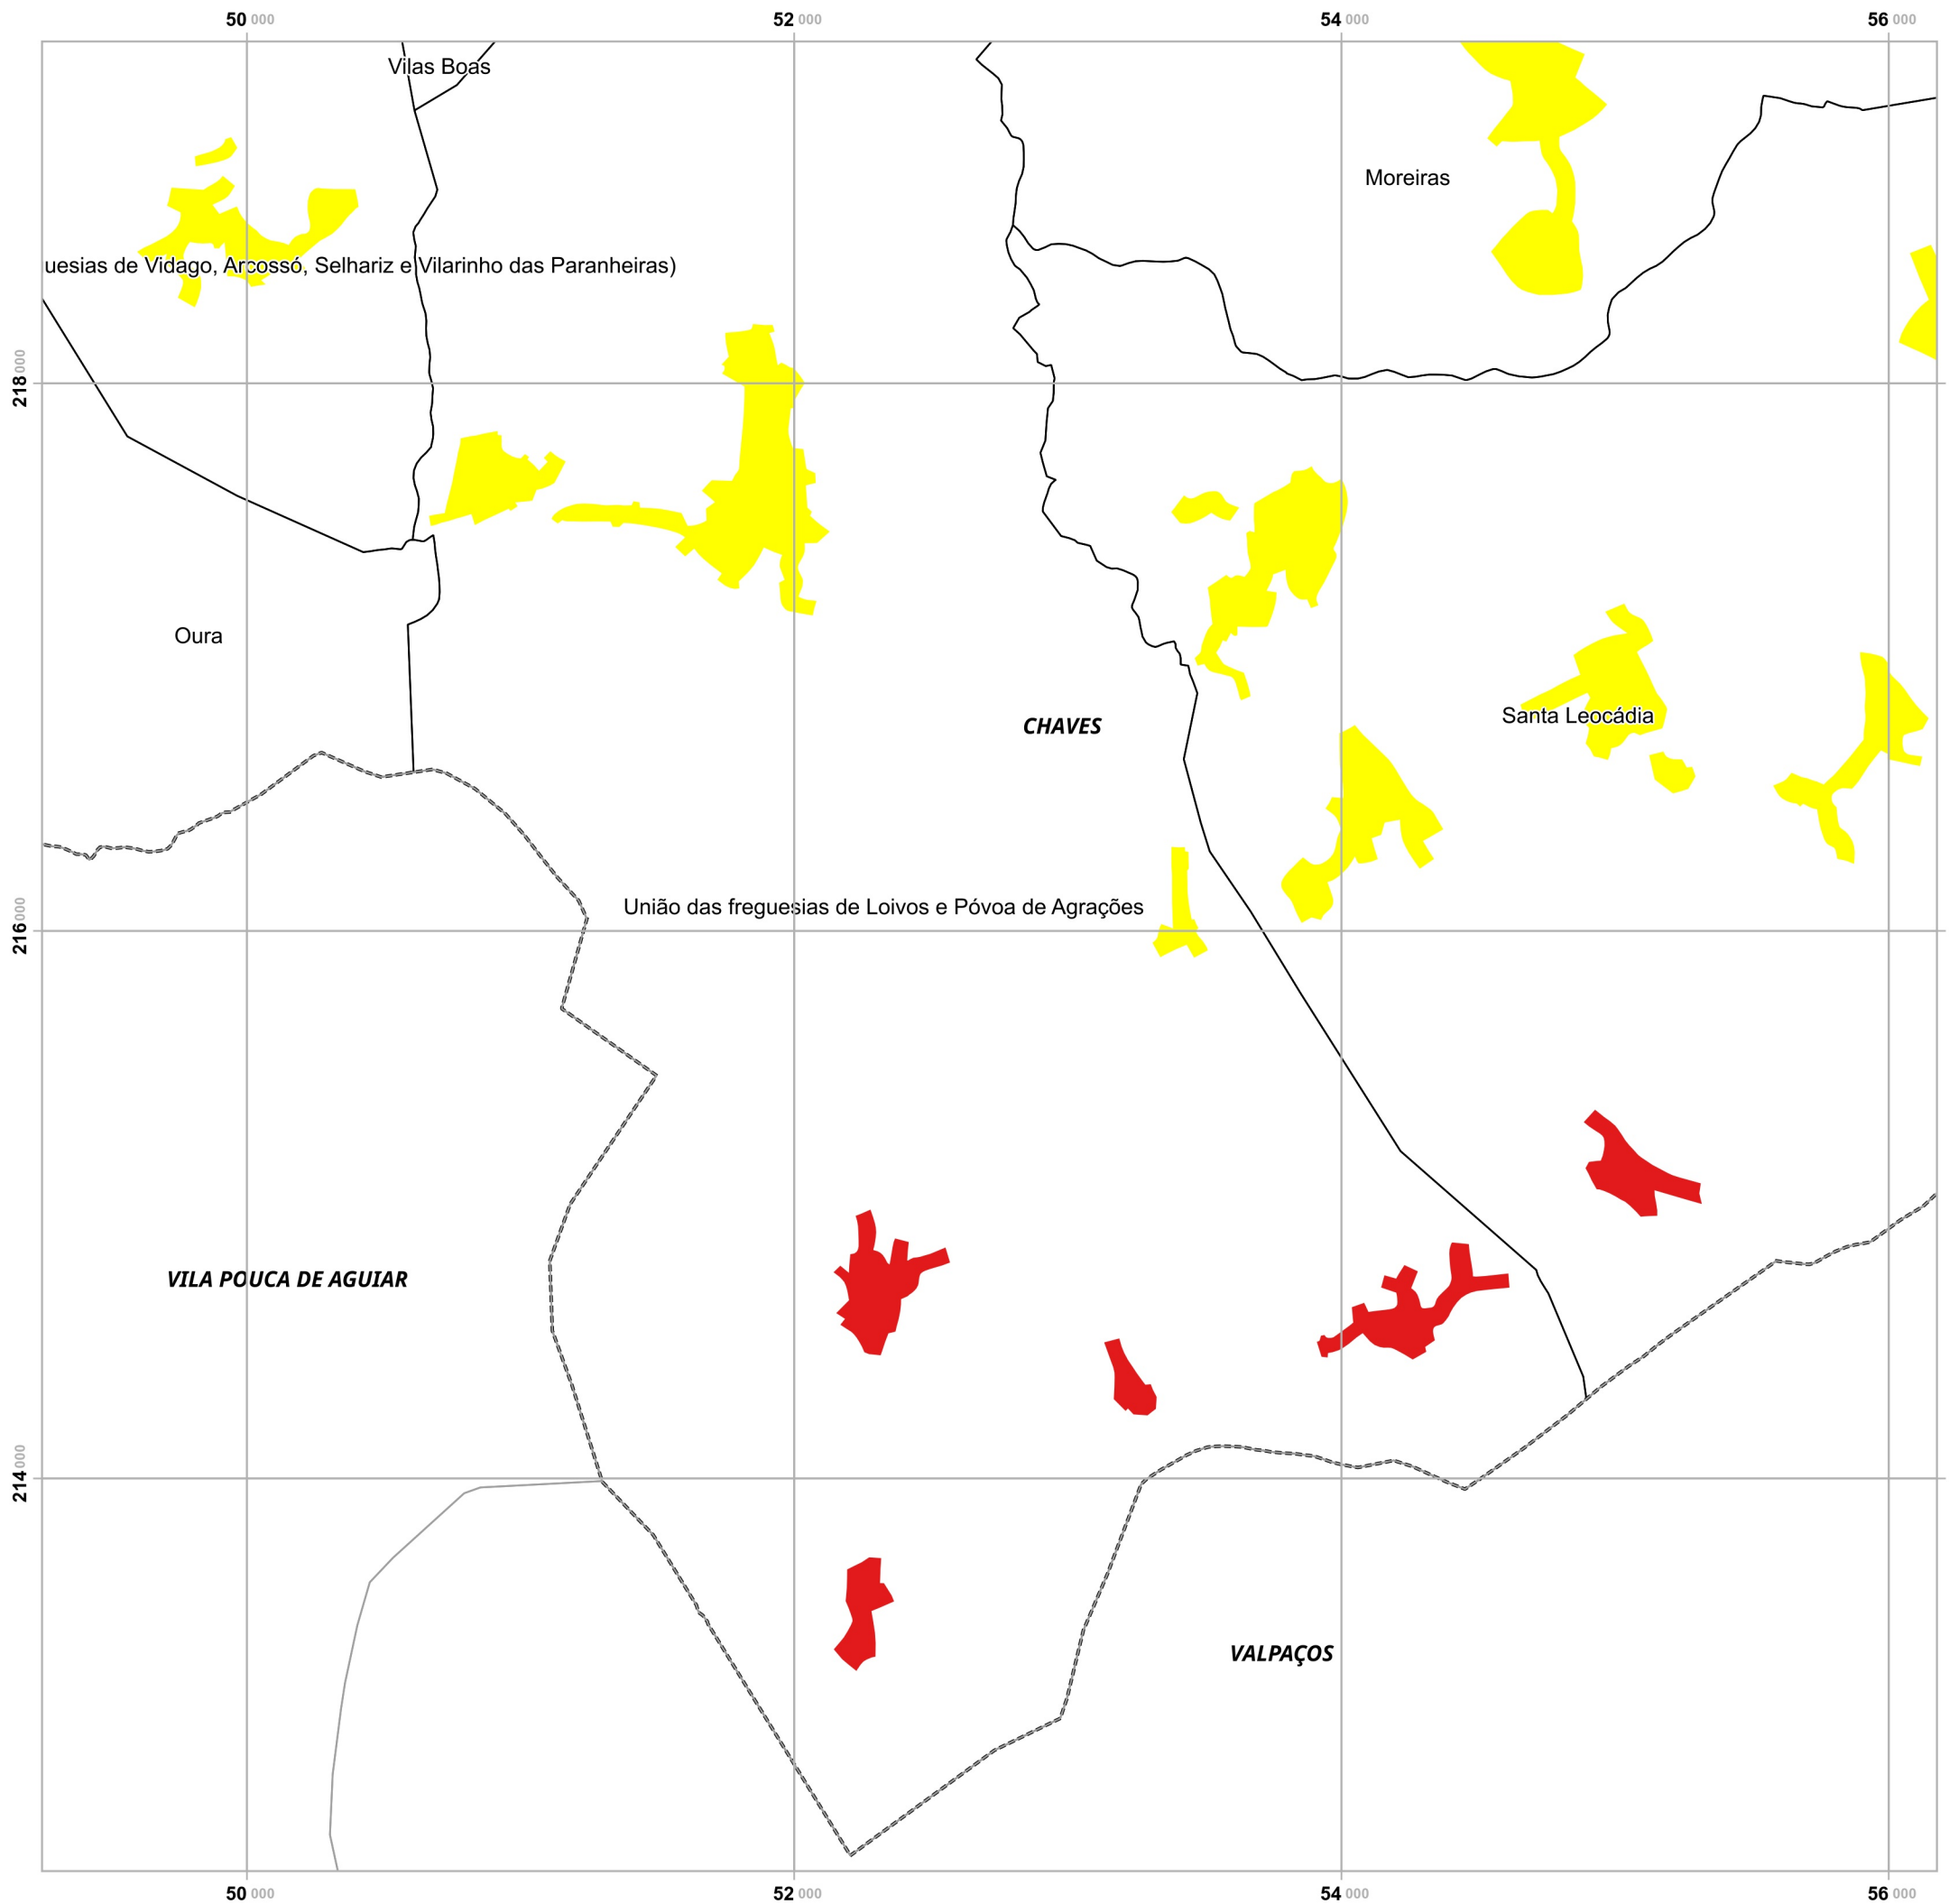 50 000 52 000 54 000 56 000
Vilas Boas
Moreiras
uesias de Vidago, Arcossó, Selhariz e Vilarinho das Paranheiras)
218 000
Oura
Santa Leocádia
CHAVES
União das freguesias de Loivos e Póvoa de Agrações
216 000
VILA POUCA DE AGUIAR
214 000
VALPAÇOS
50 000 52 000 54 000 56 000